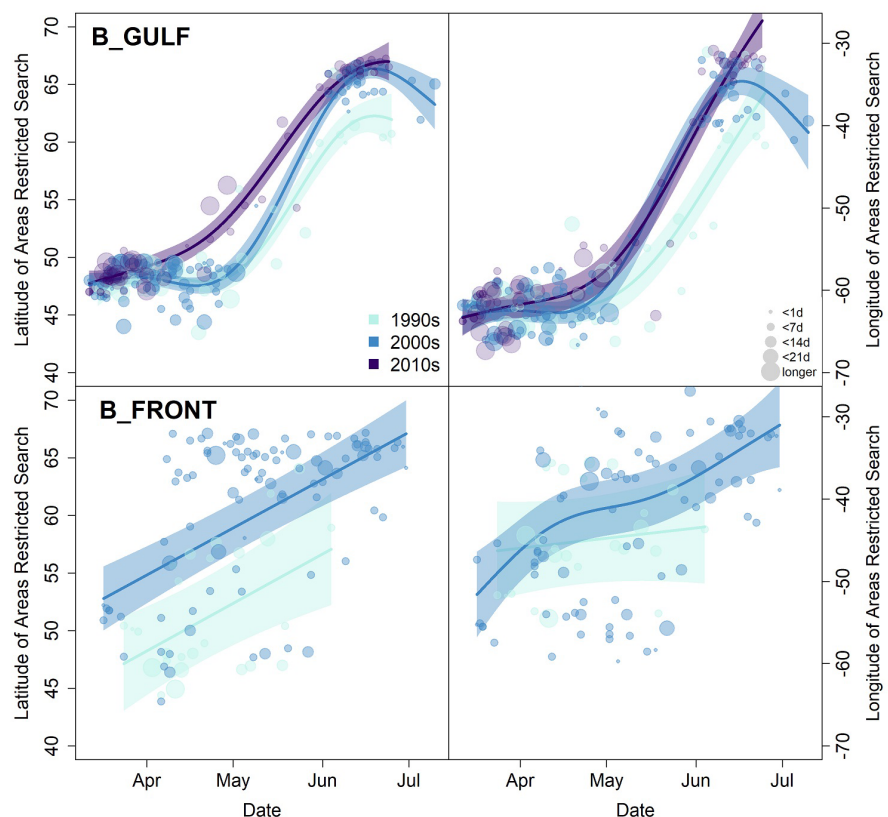 B_GULF
Latitude of Areas Restricted Search
70
65
60
55
50
45
40
1990s
2000s
2010s
Longitude of Areas Restricted Search
-30
-40
-50
-60
-70
<1d
<7d
<14d
<21d
longer
B_FRONT
Latitude of Areas Restricted Search
70
65
60
55
50
45
40
Longitude of Areas Restricted Search
-30
-40
-50
-60
-70
Apr May Jun Jul
Date
Apr May Jun Jul
Date